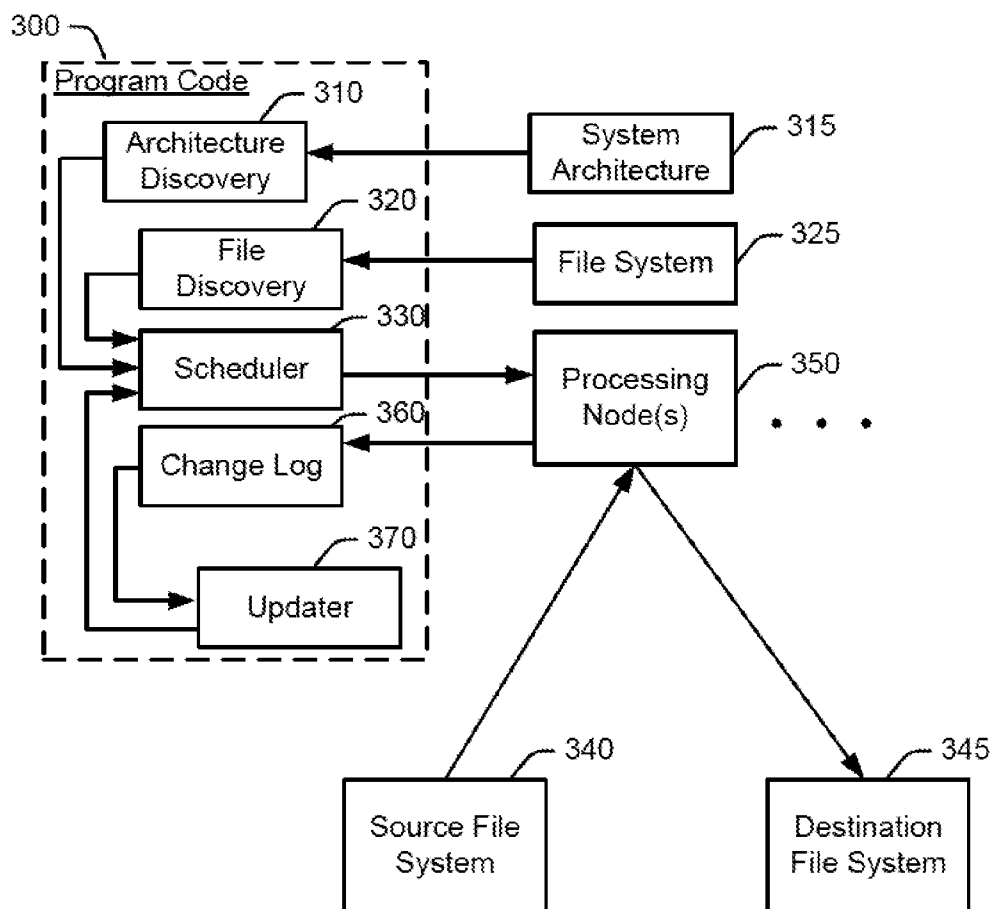 300
Program Code
310
Architecture
Discovery
System
Architecture
315
320
File
Discovery
File System
325
330
Scheduler
Processing
Node(s)
350
360
Change Log
370
Updater
340
Source File
System
345
Destination
File System